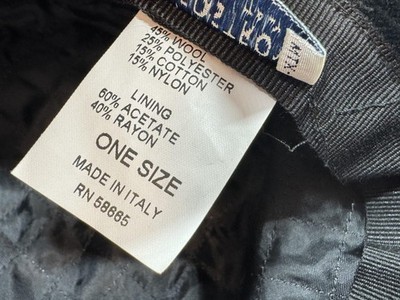 45% WOOL
25% POLYESTER
15% COTTON
15% NYLON
LINING
60% ACETATE
40% RAYON
ONE SIZE
MADE IN ITALY
RN 58665